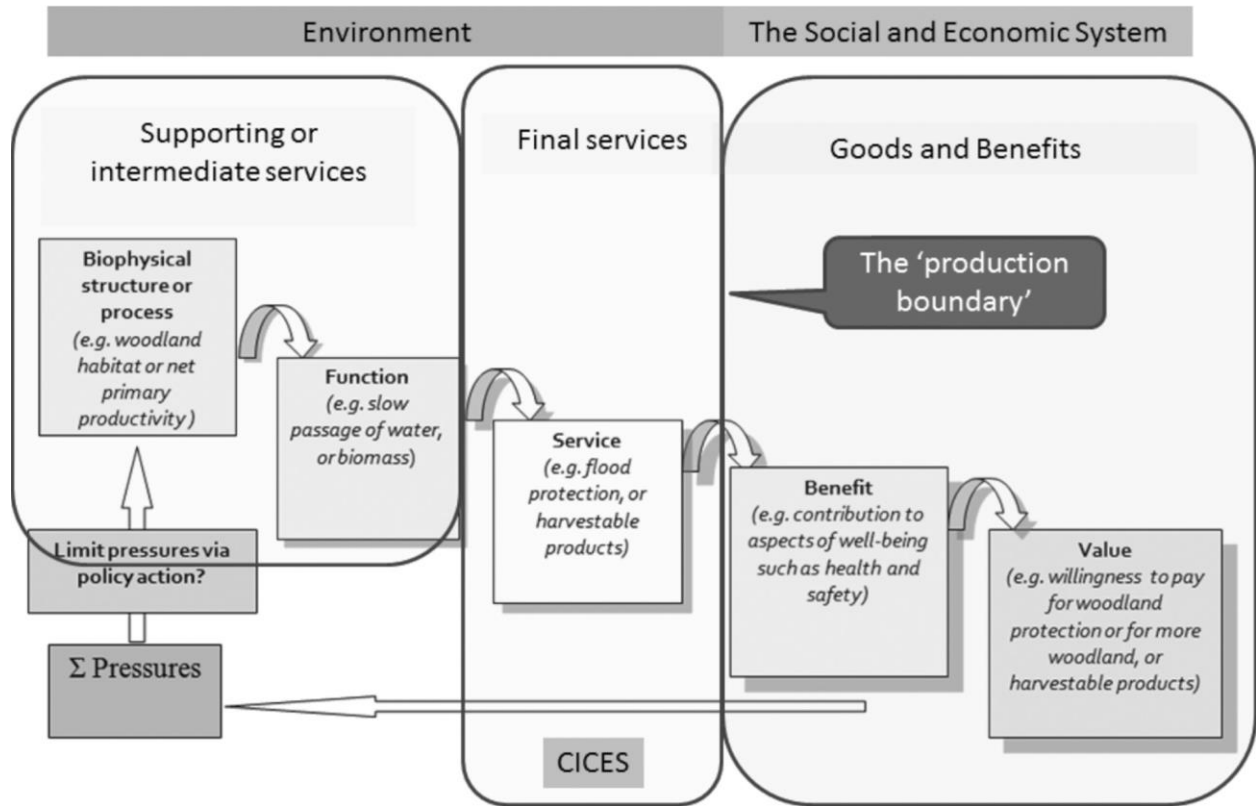 Environment
The Social and Economic System
Supporting or
intermediate services
Final services
Goods and Benefits
The ‘production
boundary’
Biophysical
structure or
process
(e.g. woodland
habitat or net
primary
productivity )
Function
(e.g. slow
passage of water,
or biomass)
Service
(e.g. flood
protection, or
harvestable
products)
Benefit
(e.g. contribution to
aspects of well-being
such as health and
safety)
Value
(e.g. willingness to pay
for woodland
protection or for more
woodland, or
harvestable products)
Limit pressures via
policy action?
Σ Pressures
CICES